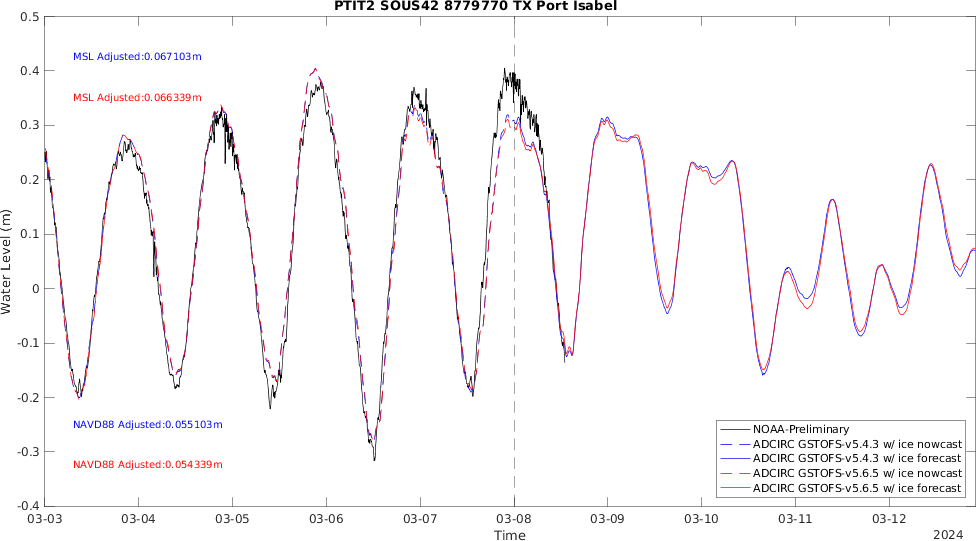 PTIT2 SOUS42 8779770 TX Port Isabel
0.5
0.4
0.3
0.2
0.1
0
-0.1
-0.2
-0.3
-0.4
Water Level (m)
MSL Adjusted:0.067103m
MSL Adjusted:0.066339m
NAVD88 Adjusted:0.055103m
NAVD88 Adjusted:0.054339m
NOAA-Preliminary
ADCIRC GSTOFS-v5.4.3 w/ ice nowcast
ADCIRC GSTOFS-v5.4.3 w/ ice forecast
ADCIRC GSTOFS-v5.6.5 w/ ice nowcast
ADCIRC GSTOFS-v5.6.5 w/ ice forecast
03-03 03-04 03-05 03-06 03-07 03-08 03-09 03-10 03-11 03-12
Time
2024